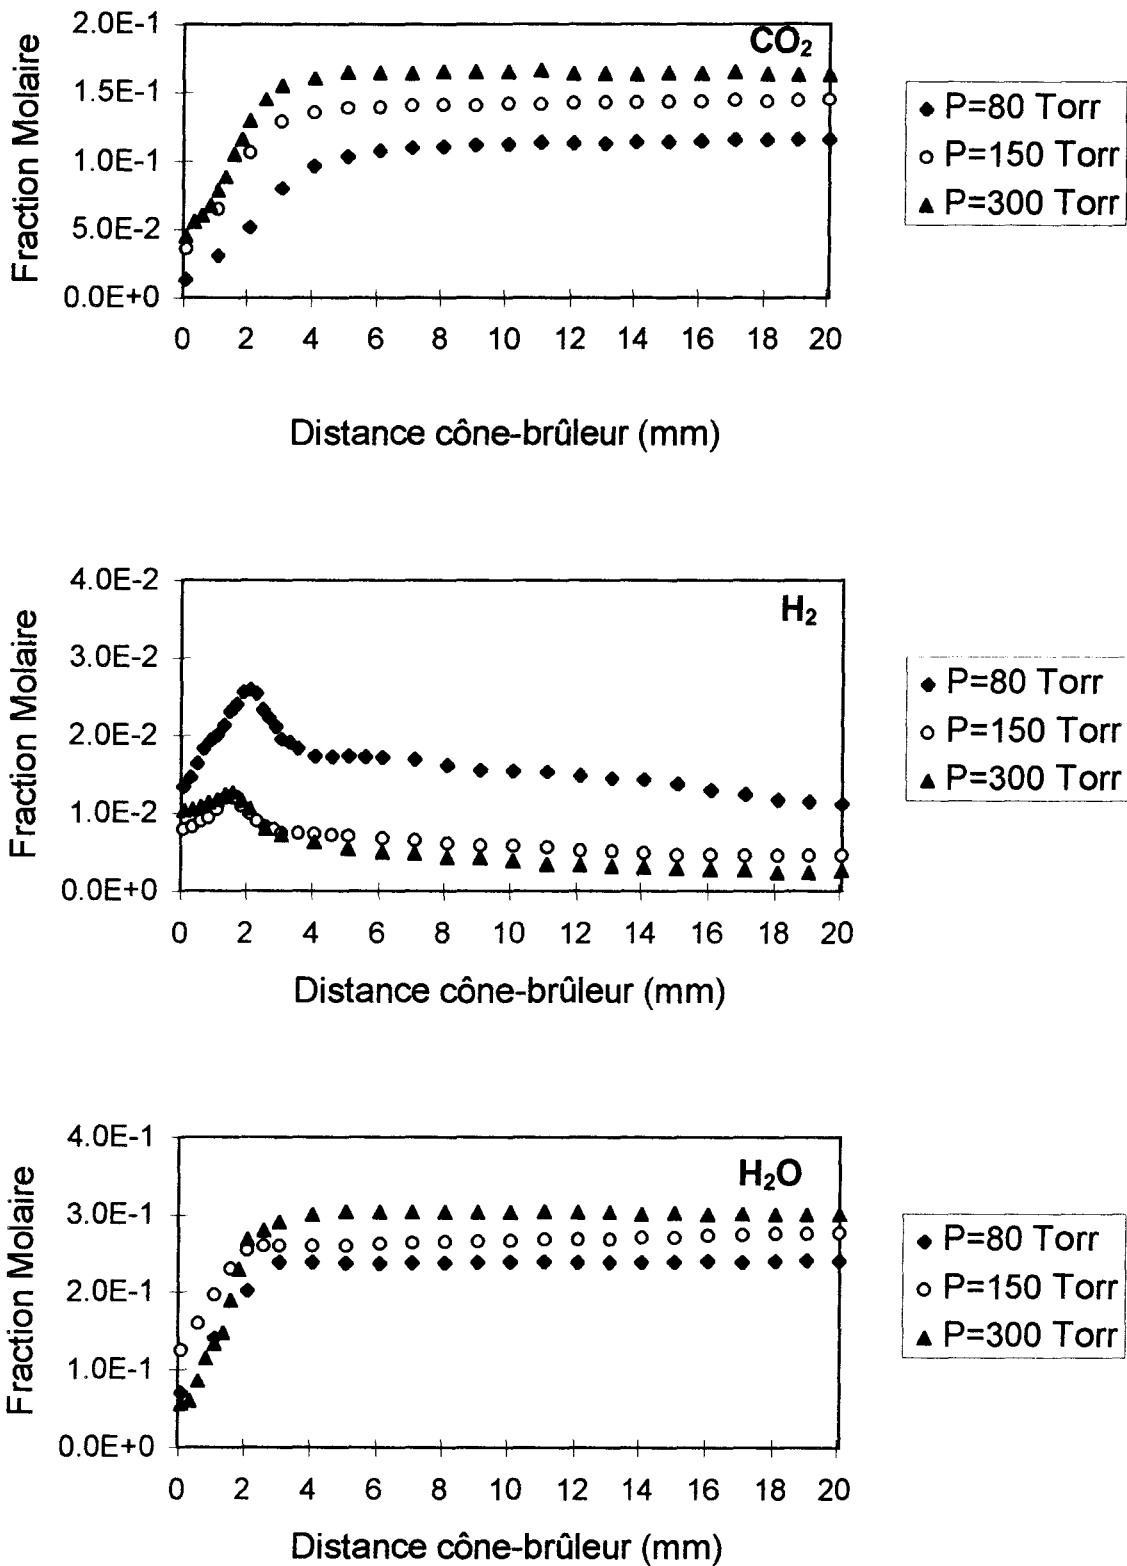 2.0E-1
1.5E-1
1.0E-1
5.0E-2
0.0E+0
Fraction Molaire
CO₂
0 2 4 6 8 10 12 14 16 18 20
Distance cône-brûleur (mm)
P=80 Torr
P=150 Torr
P=300 Torr
4.0E-2
3.0E-2
2.0E-2
1.0E-2
0.0E+0
Fraction Molaire
H₂
0 2 4 6 8 10 12 14 16 18 20
Distance cône-brûleur (mm)
P=80 Torr
P=150 Torr
P=300 Torr
4.0E-1
3.0E-1
2.0E-1
1.0E-1
0.0E+0
Fraction Molaire
H₂O
0 2 4 6 8 10 12 14 16 18 20
Distance cône-brûleur (mm)
P=80 Torr
P=150 Torr
P=300 Torr